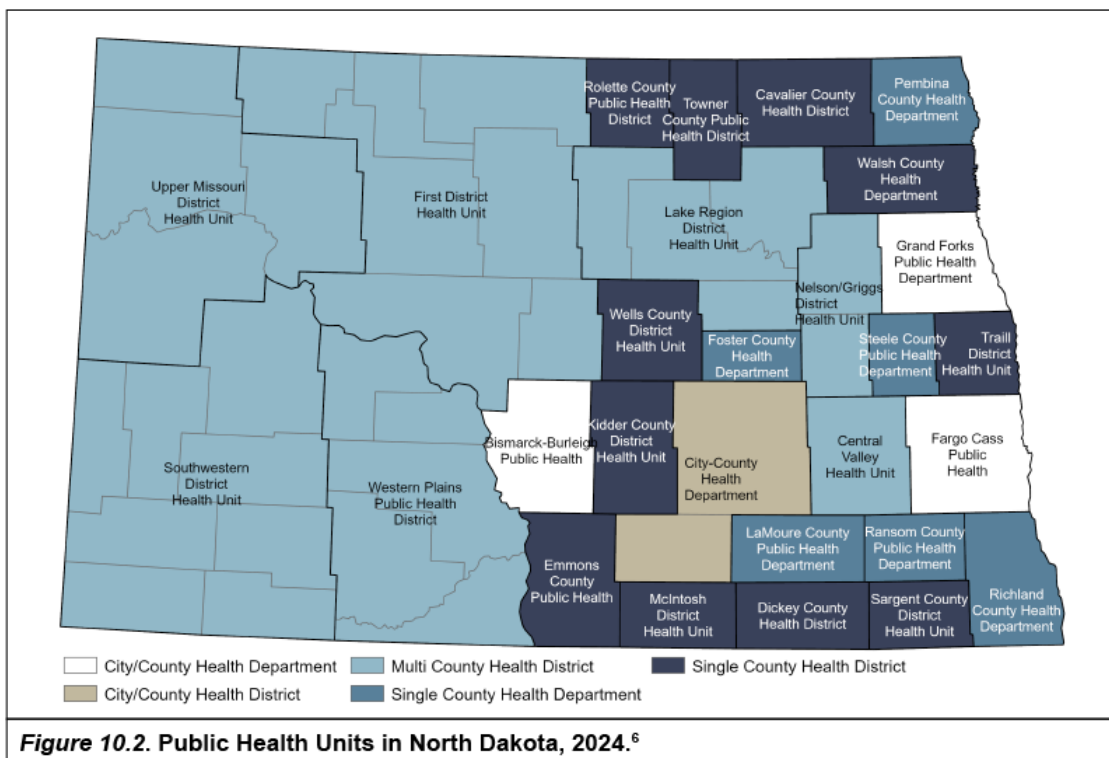 Rolette County
Public Health
District
Towner
County Public
Health District
Cavalier County
Health District
Pembina
County Health
Department
Walsh County
Health
Department
Upper Missouri
District
Health Unit
First District
Health Unit
Lake Region
District
Health Unit
Grand Forks
Public Health
Department
Nelson/Griggs
District
Health Unit
Wells County
District
Health Unit
Foster County
Health
Department
Steele County
Public Health
Department
Traill
District
Health Unit
Bismarck-Burleigh
Public Health
Kidder County
District
Health Unit
City-County
Health
Department
Central
Valley
Health Unit
Fargo Cass
Public
Health
Southwestern
District
Health Unit
Western Plains
Public Health
District
Emmons
County
Public Health
LaMoure County
Public Health
Department
Ransom County
Public Health
Department
McIntosh
District
Health Unit
Dickey County
Health District
Sargent County
District
Health Unit
Richland
County Health
Department
City/County Health Department
Multi County Health District
Single County Health District
City/County Health District
Single County Health Department
Figure 10.2. Public Health Units in North Dakota, 2024.6